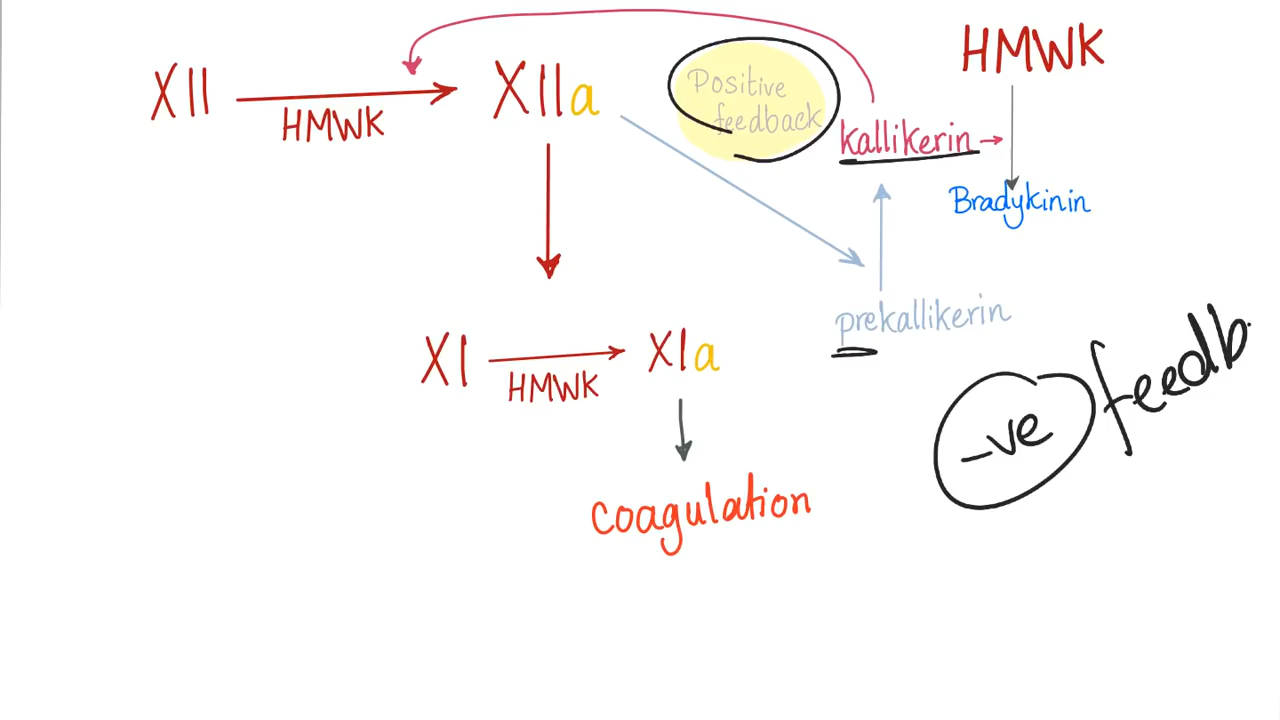 XII
HMWK
XIIa
Positive
feedback
kallikerin
HMWK
Bradykinin
prekallikerin
XI
HMWK
XIa
Coagulation
-ve feedb